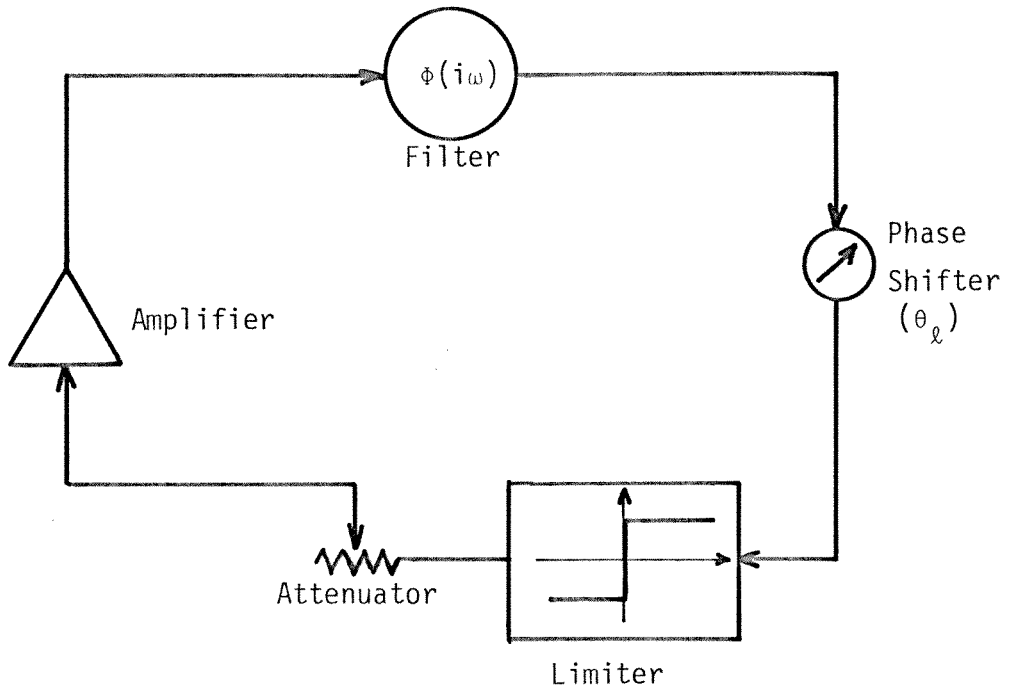 Φ(iω)
Filter
Phase
Shifter
(θ_ℓ)
Amplifier
Attenuator
Limiter